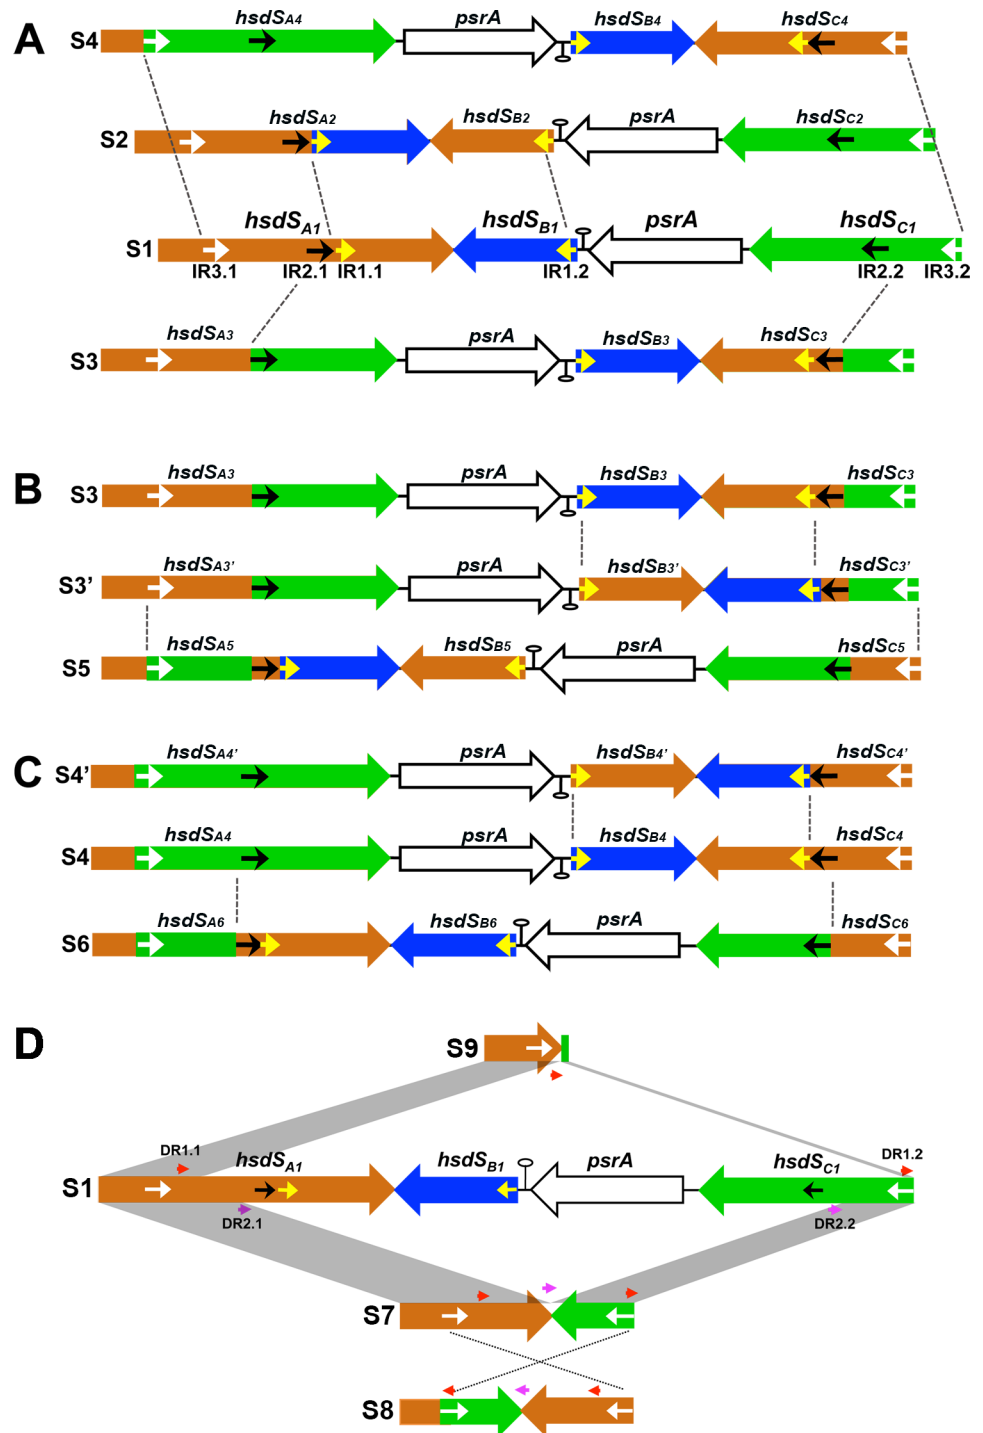 A S4 hsdSA4 psrA hsdSB4 hsdSC4
S2 hsdSA2 hsdSB2 psrA hsdSC2
S1 hsdSA1 hsdSB1 psrA hsdSC1
IR3.1 IR2.1 IR1.1 IR1.2 IR2.2 IR3.2
S3 hsdSA3 psrA hsdSB3 hsdSC3
B S3 hsdSA3 psrA hsdSB3 hsdSC3
S3’ hsdSA3’ psrA hsdSB3’ hsdSC3’
S5 hsdSA5 hsdSB5 psrA hsdSC5
C S4’ hsdSA4’ psrA hsdSB4’ hsdSC4’
S4 hsdSA4 psrA hsdSB4 hsdSC4
S6 hsdSA6 hsdSB6 psrA hsdSC6
D S9
DR1.1 DR1.2
S1 hsdSA1 hsdSB1 psrA hsdSC1
DR2.1 DR2.2
S7
S8